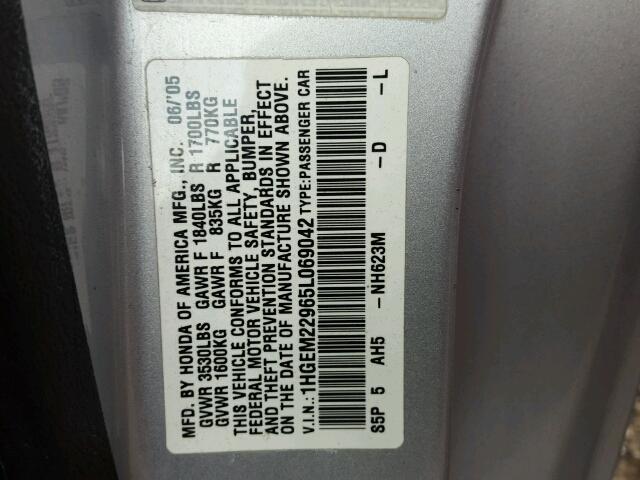 MFD. BY HONDA OF AMERICA MFG., INC. 06/'05
GVWR 3530LBS GAWR F 1840LBS R 1700LBS
GVWR 1600KG GAWR F 835KG R 770KG
THIS VEHICLE CONFORMS TO ALL APPLICABLE
FEDERAL MOTOR VEHICLE SAFETY, BUMPER,
AND THEFT PREVENTION STANDARDS IN EFFECT
ON THE DATE OF MANUFACTURE SHOWN ABOVE.
V.I.N.:1HGEM22965L069042 TYPE:PASSENGER CAR
S5P 5 AH5 -NH623M -D -L